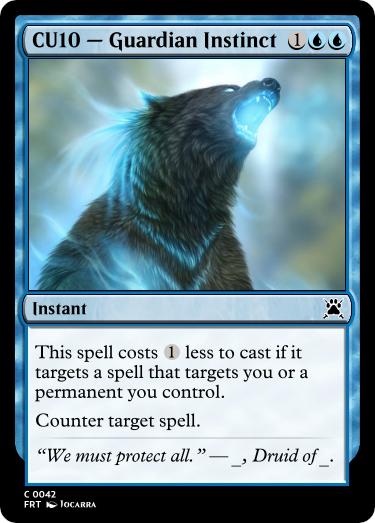 CU10 — Guardian Instinct 1
Instant
This spell costs 1 less to cast if it
targets a spell that targets you or a
permanent you control.
Counter target spell.
“We must protect all.” — _, Druid of _.
C 0042
FRT Jocarra